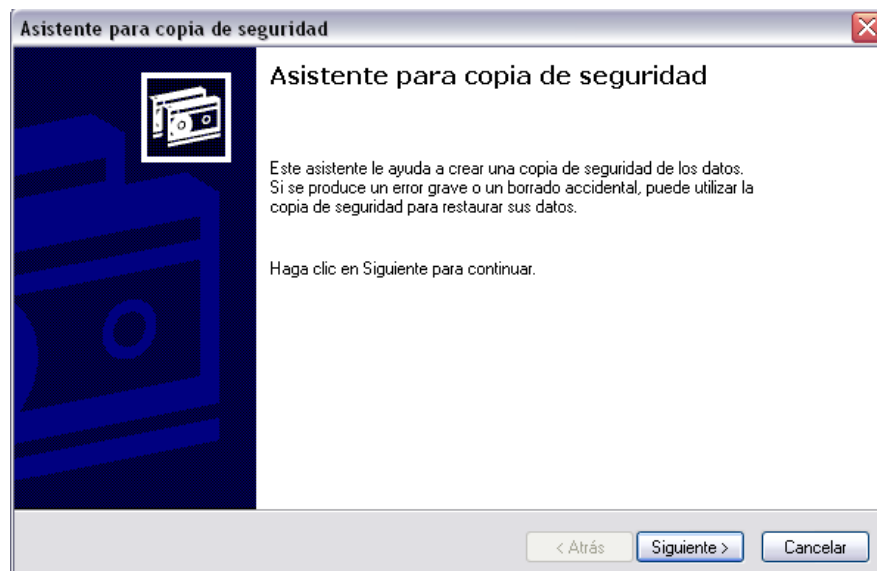 Asistente para copia de seguridad
Asistente para copia de seguridad
Este asistente le ayuda a crear una copia de seguridad de los datos.
Si se produce un error grave o un borrado accidental, puede utilizar la
copia de seguridad para restaurar sus datos.
Haga clic en Siguiente para continuar.
< Atrás
Siguiente >
Cancelar